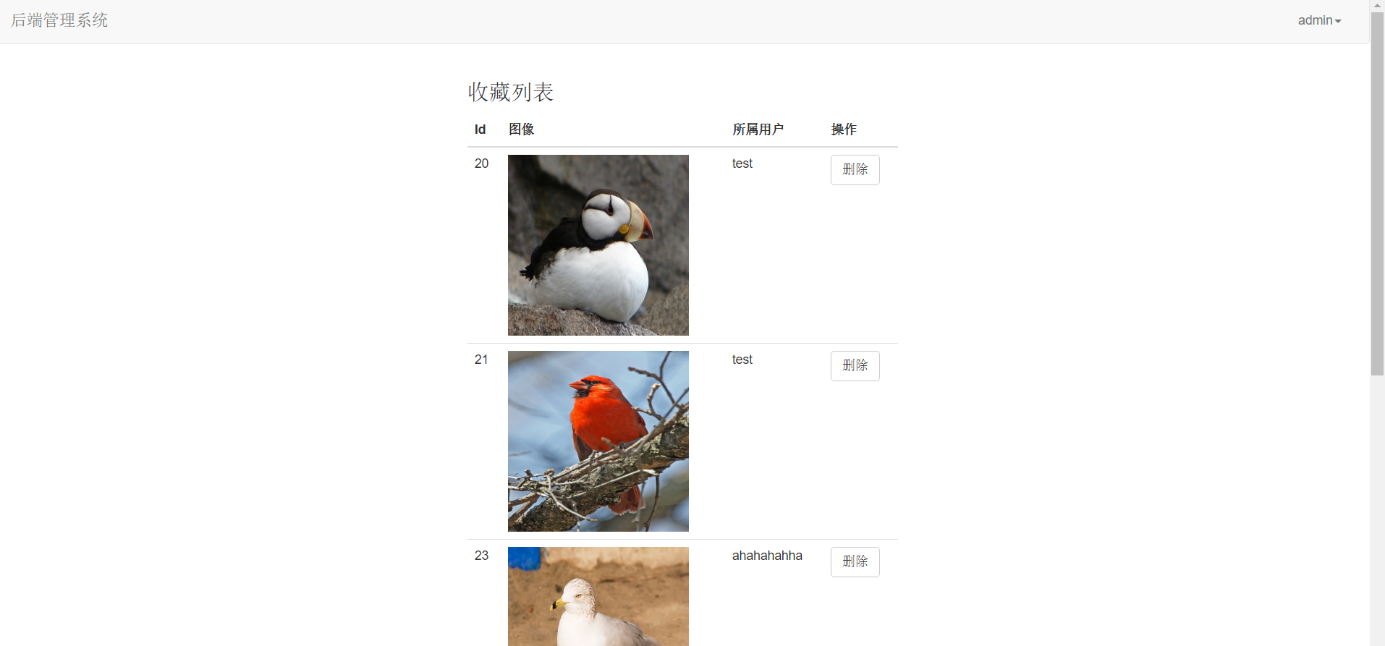 后端管理系统
admin
收藏列表
Id 图像 所属用户 操作
20 test 删除
21 test 删除
23 ahahahahha 删除